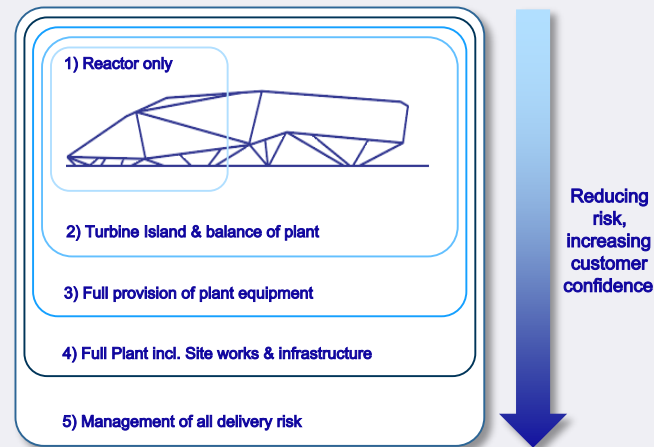 1) Reactor only
2) Turbine Island & balance of plant
3) Full provision of plant equipment
4) Full Plant incl. Site works & infrastructure
5) Management of all delivery risk
Reducing
risk,
increasing
customer
confidence